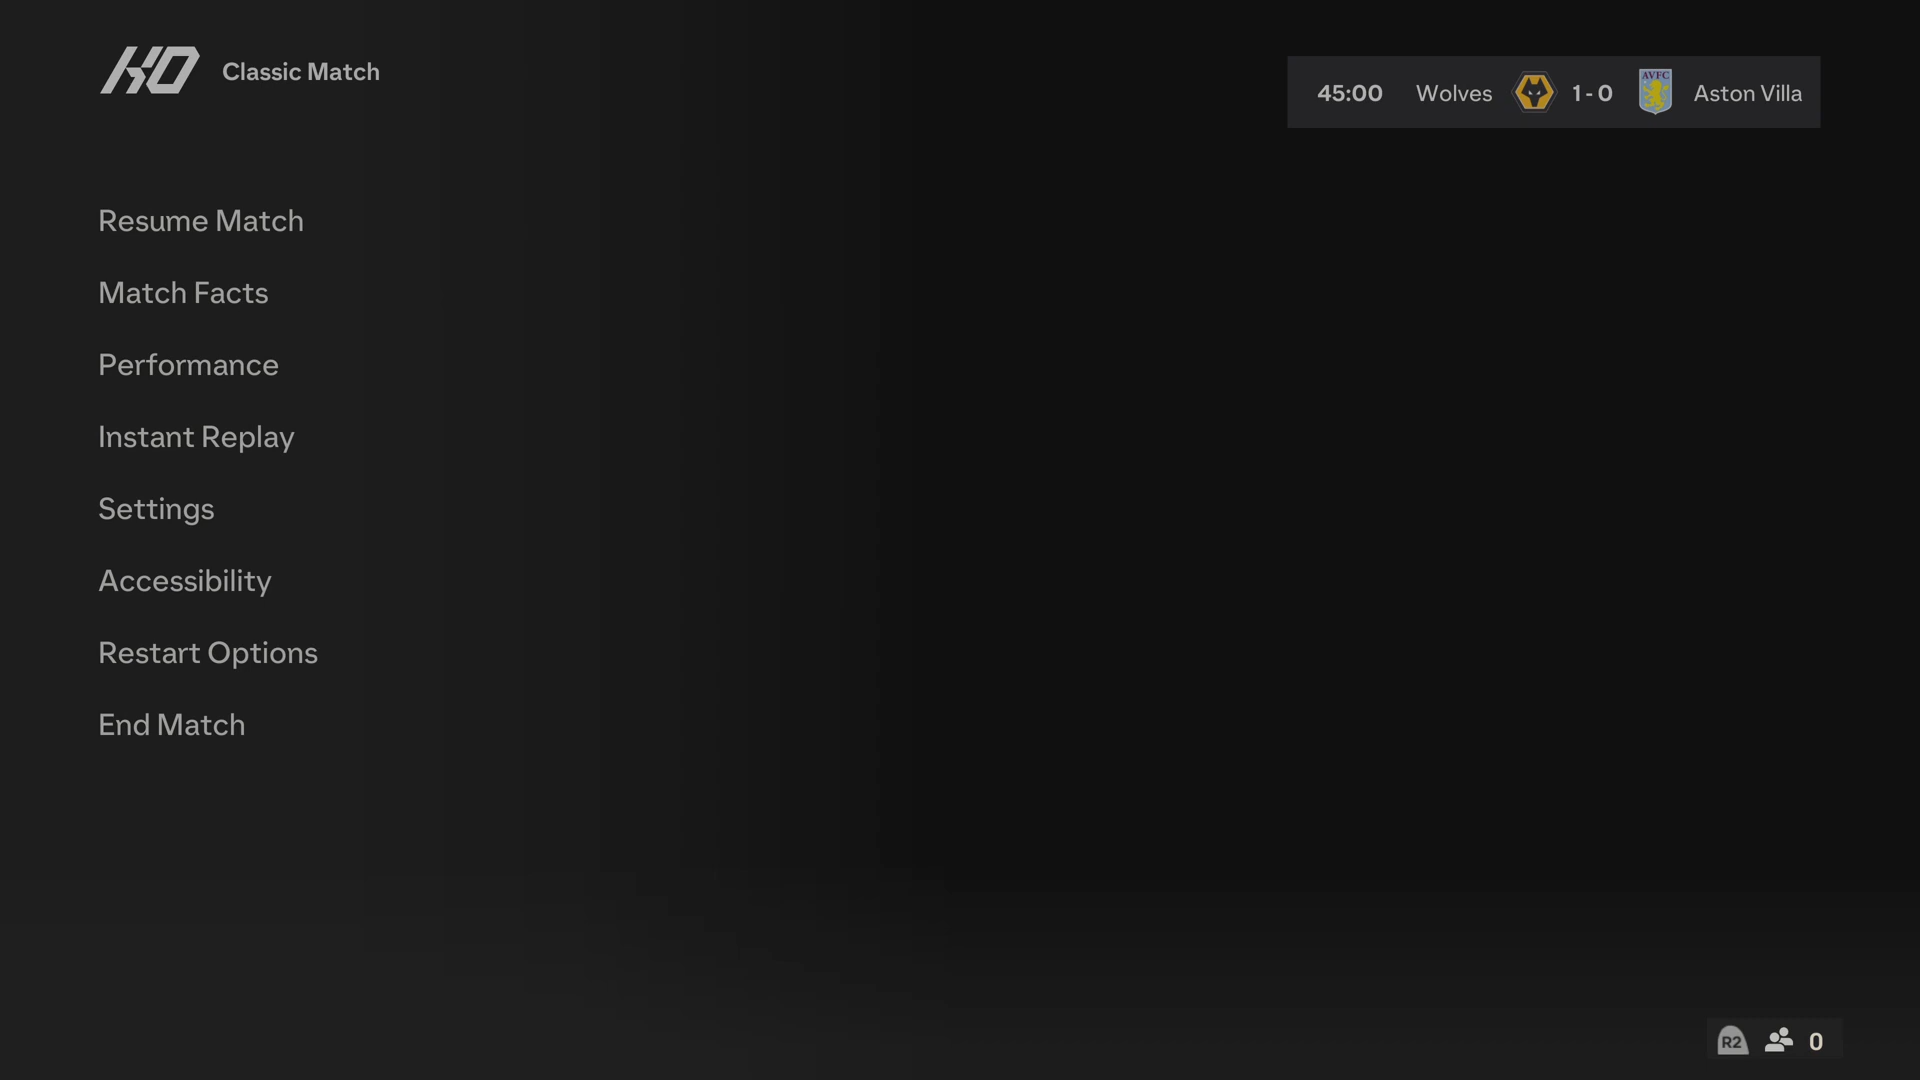 KO Classic Match
45:00 Wolves 1 - 0 AVFC Aston Villa
Resume Match
Match Facts
Performance
Instant Replay
Settings
Accessibility
Restart Options
End Match
R2 0